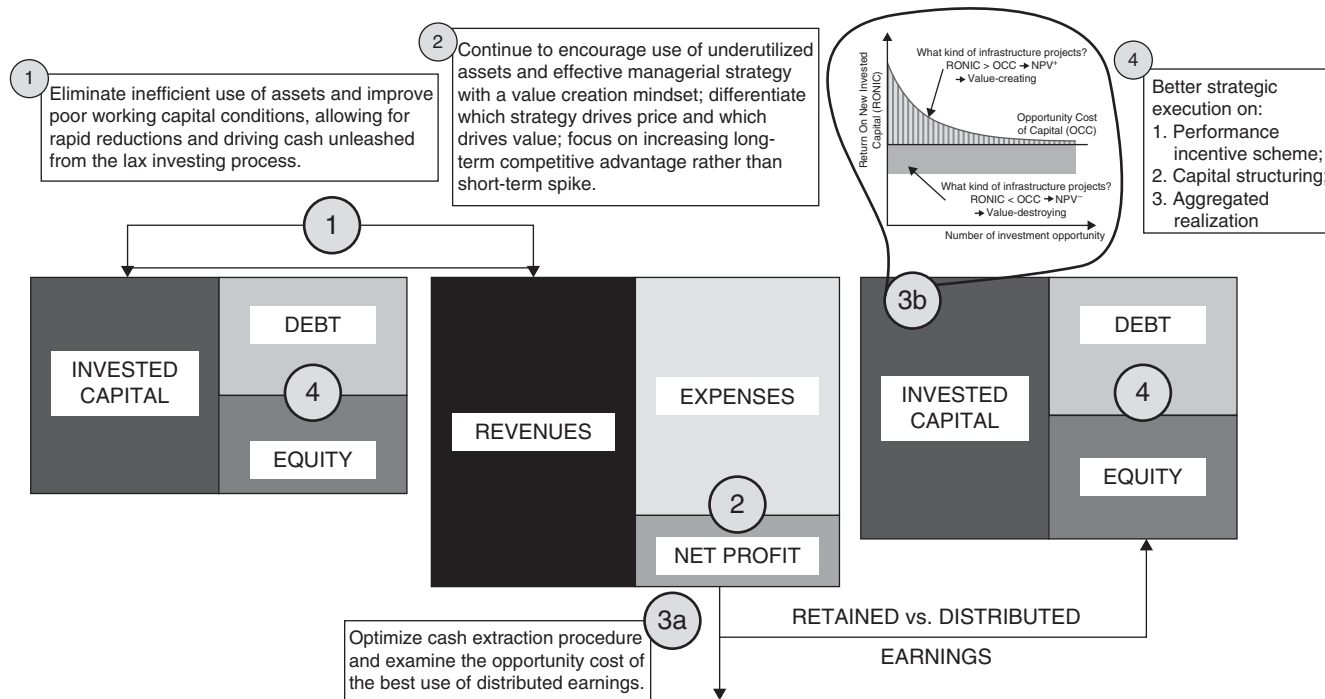 1
Eliminate inefficient use of assets and improve
poor working capital conditions, allowing for
rapid reductions and driving cash unleashed
from the lax investing process.
2
Continue to encourage use of underutilized
assets and effective managerial strategy
with a value creation mindset; differentiate
which strategy drives price and which
drives value; focus on increasing long-
term competitive advantage rather than
short-term spike.
Return On New Invested
Capital (RONIC)
What kind of infrastructure projects?
RONIC > OCC → NPV⁺
→ Value-creating
Opportunity Cost
of Capital (OCC)
What kind of infrastructure projects?
RONIC < OCC → NPV⁻
→ Value-destroying
Number of investment opportunity
4
Better strategic
execution on:
1. Performance
incentive scheme;
2. Capital structuring;
3. Aggregated
realization
1
INVESTED
CAPITAL
DEBT
4
EQUITY
REVENUES
EXPENSES
2
NET PROFIT
3b
INVESTED
CAPITAL
DEBT
4
EQUITY
3a
Optimize cash extraction procedure
and examine the opportunity cost of
the best use of distributed earnings.
RETAINED vs. DISTRIBUTED
EARNINGS